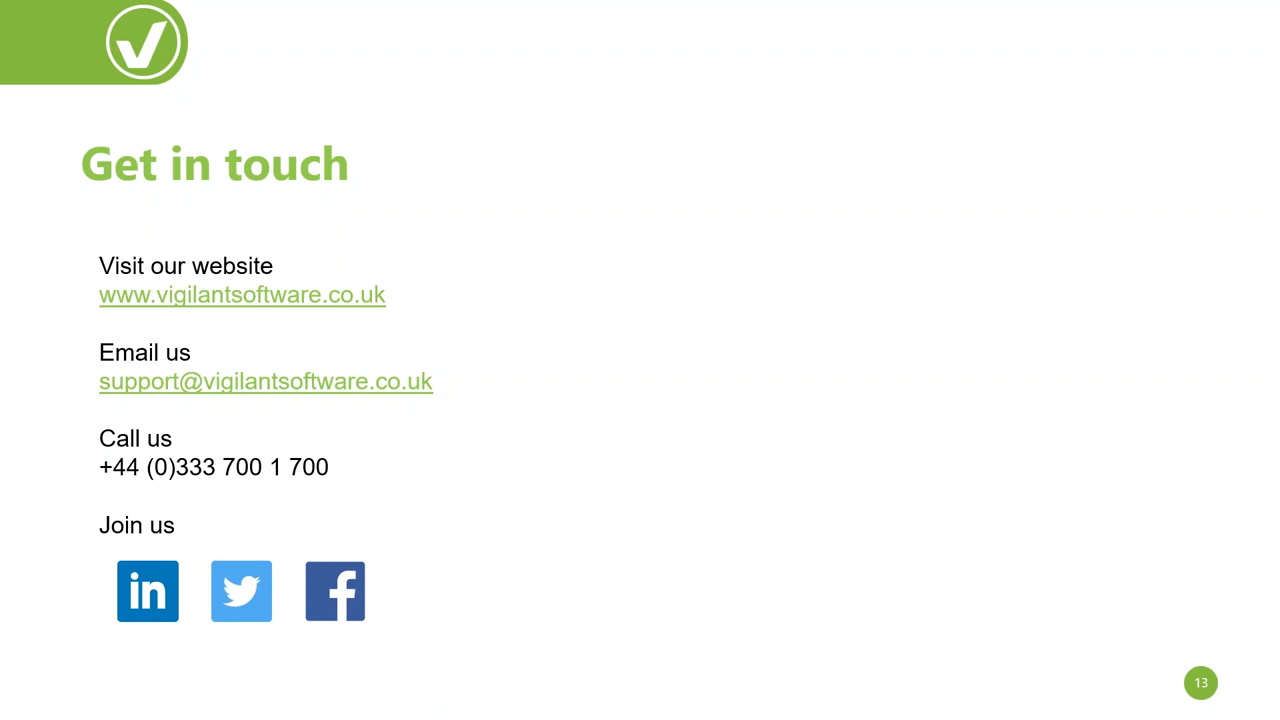 Get in touch
Visit our website
www.vigilantsoftware.co.uk
Email us
support@vigilantsoftware.co.uk
Call us
+44 (0)333 700 1 700
Join us
in
13